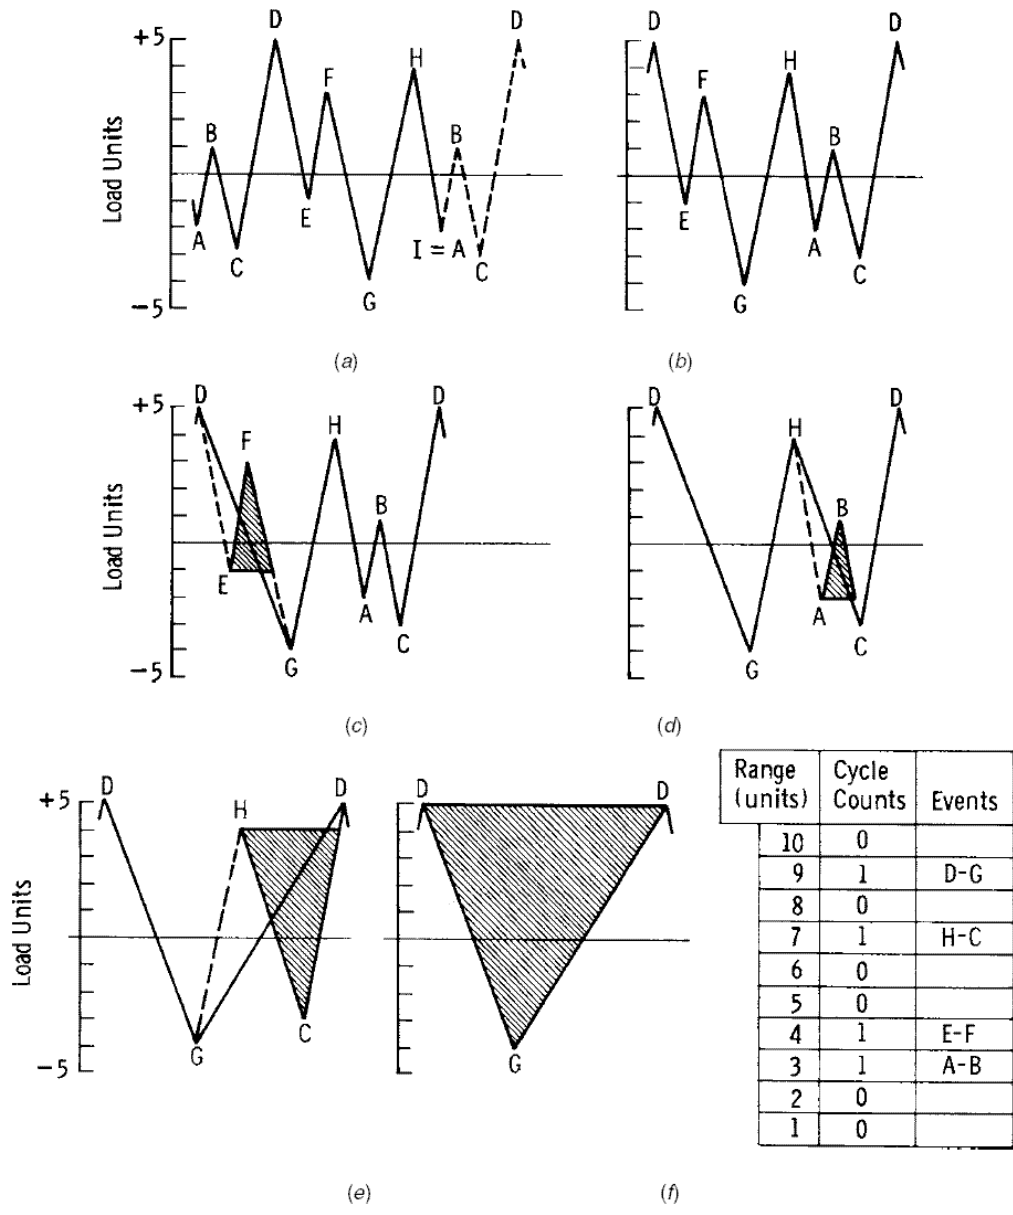 D D
+5
F H H
B B F B
Load Units
E E
A I = A A
C C C
G G
-5
(a) (b)
D D D D
+5
F H H
B B
Load Units
E A A
C C
G G
-5
(c) (d)
D D D D
+5
H
Load Units
C
G G
-5
(e) (f)
Range (units) Cycle Counts Events
10 0
9 1 D-G
8 0
7 1 H-C
6 0
5 0
4 1 E-F
3 1 A-B
2 0
1 0